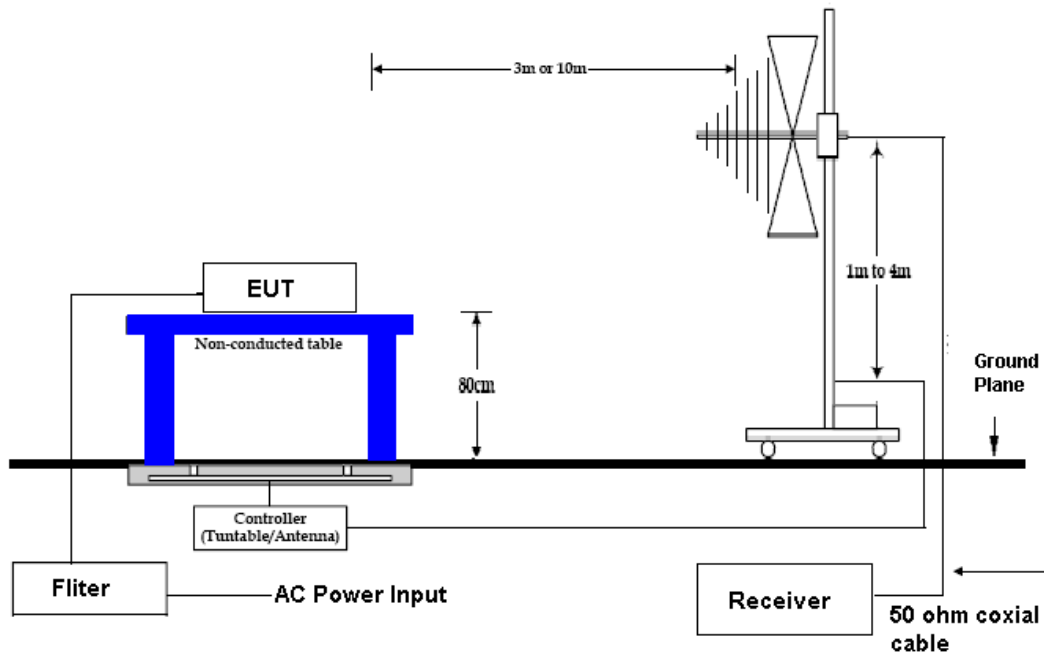 3m or 10m
EUT
1m to 4m
Non-conducted table
80cm
Ground
Plane
Controller
(Tuntable/Antenna)
Fliter
AC Power Input
Receiver
50 ohm coxial
cable